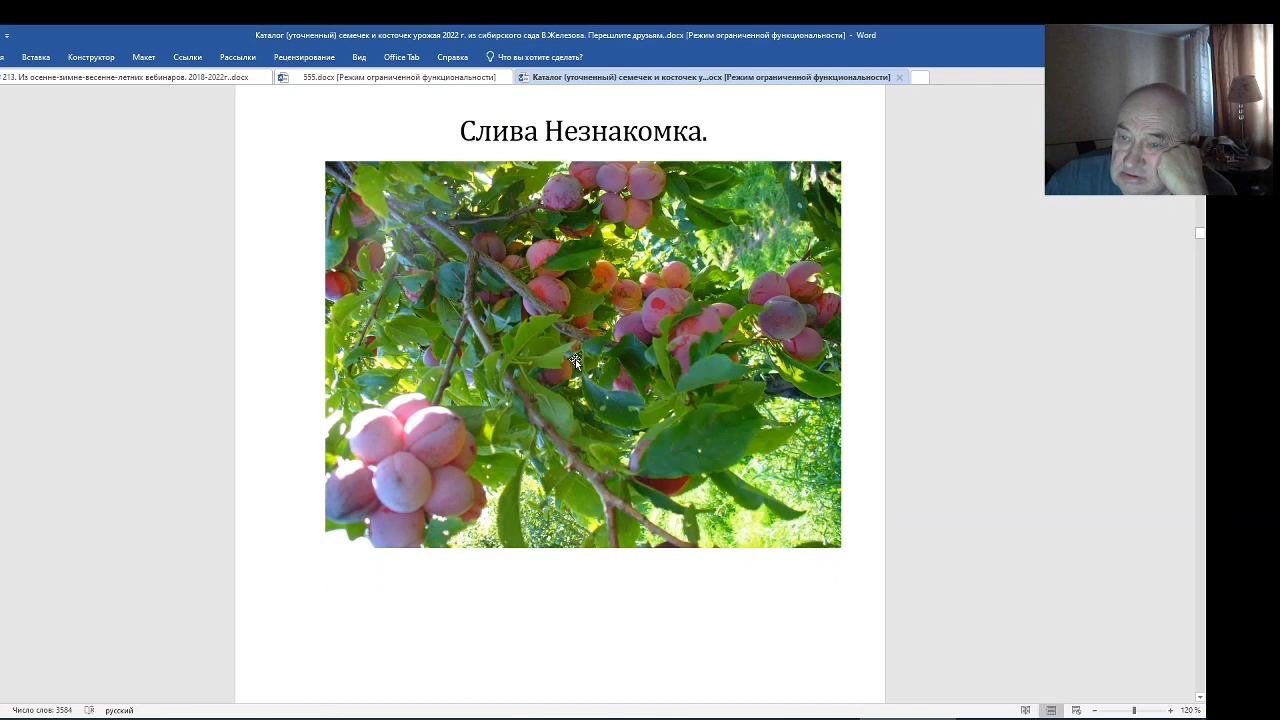 Каталог (уточненный) семечек и косточек урожая 2022 г. из сибирского сада В.Железова. Перешлите друзьям..docx [Режим ограниченной функциональности] - Word
Вставка Конструктор Макет Ссылки Рассылки Рецензирование Вид Office Tab Справка Что вы хотите сделать?
213. Из осенне-зимне-весенне-летних вебинаров. 2018-2022г..docx 555.docx [Режим ограниченной функциональности] Каталог (уточненный) семечек и косточек у...ocx [Режим ограниченной функциональности]
Слива Незнакомка.
Число слов: 3584 русский 120 %